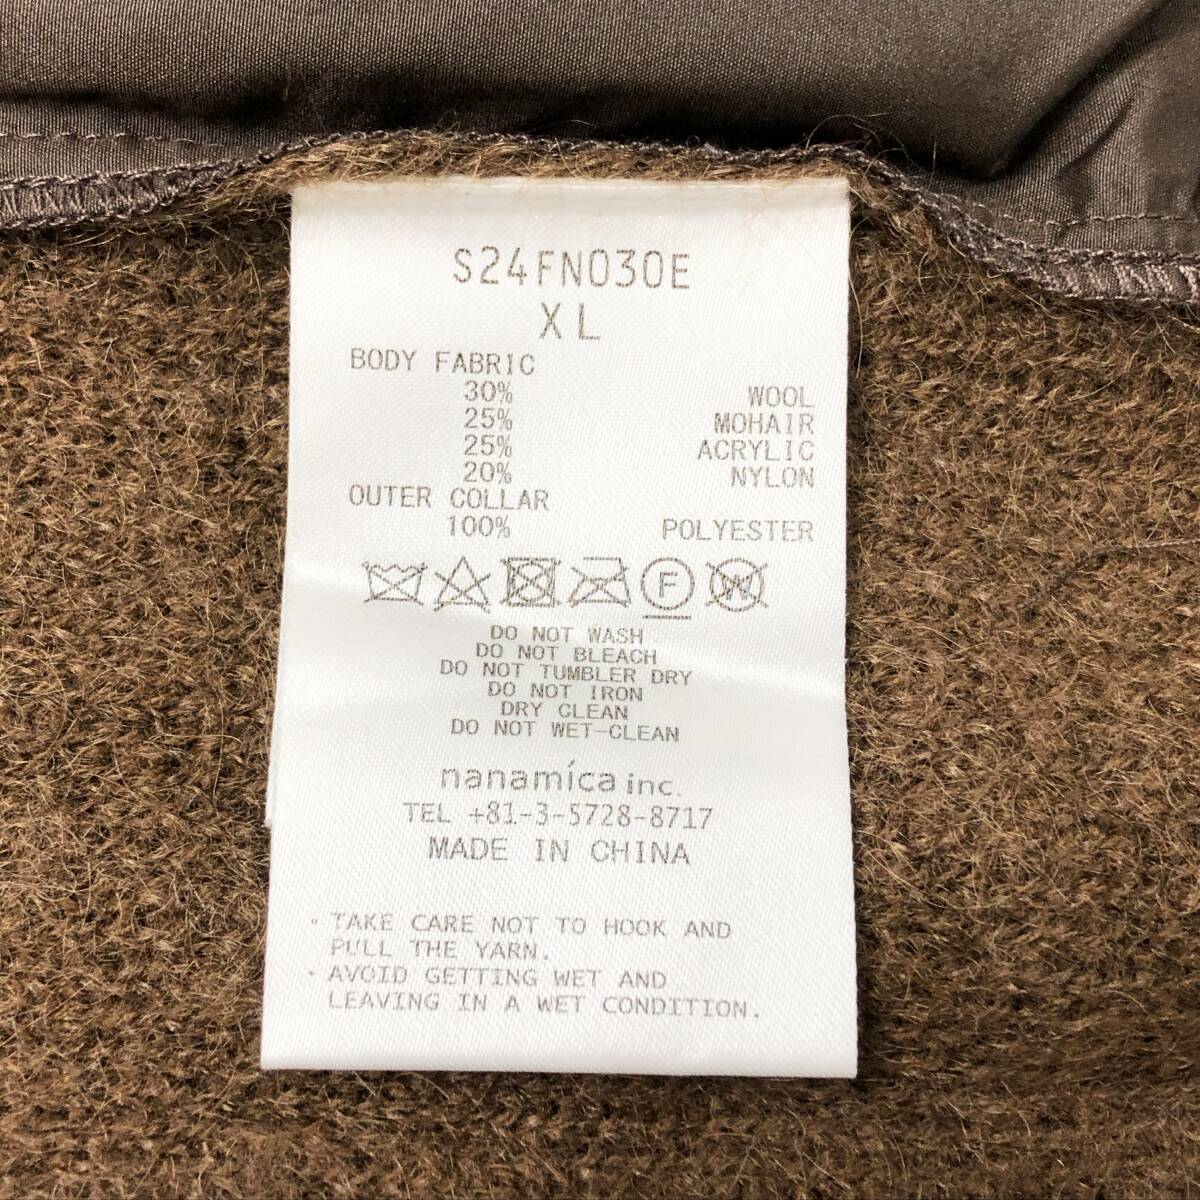 S24FN030E
XL
BODY FABRIC
30% WOOL
25% MOHAIR
25% ACRYLIC
20% NYLON
OUTER COLLAR
100% POLYESTER
F W
DO NOT WASH
DO NOT BLEACH
DO NOT TUMBLER DRY
DO NOT IRON
DRY CLEAN
DO NOT WET-CLEAN
nanamíca inc.
TEL +81-3-5728-8717
MADE IN CHINA
・TAKE CARE NOT TO HOOK AND
PULL THE YARN.
・AVOID GETTING WET AND
LEAVING IN A WET CONDITION.